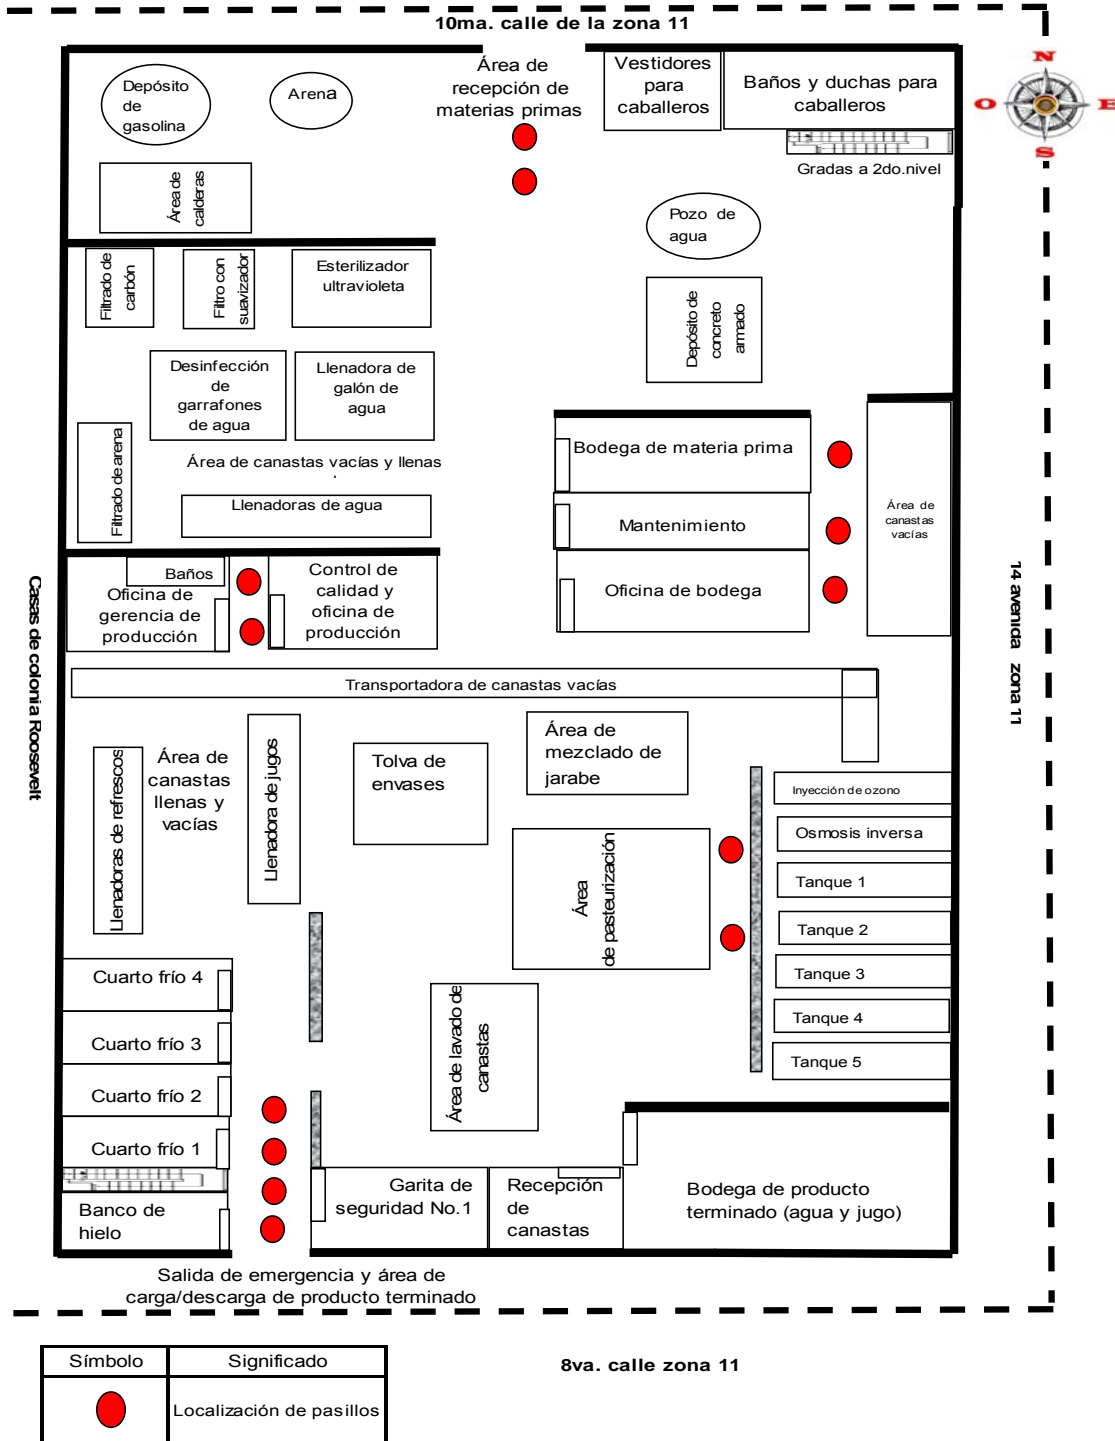 10ma. calle de la zona 11
N
O
E
S
Depósito
de
gasolina
Arena
Área de
recepción de
materias primas
Vestidores
para
caballeros
Baños y duchas para
caballeros
Gradas a 2do.nivel
Área de
calderas
Pozo de
agua
Filtrado de
carbón
Filtro con
suavizador
Esterilizador
ultravioleta
Depósito de
concreto
armado
Desinfección
de
garrafones
de agua
Llenadora de
galón de
agua
Filtrado de arena
Área de canastas vacías y llenas
Llenadoras de agua
Bodega de materia prima
Mantenimiento
Oficina de bodega
Área de
canastas
vacías
Baños
Oficina de
gerencia de
producción
Control de
calidad y
oficina de
producción
Casas de colonia Roosevelt
14 avenida zona 11
Transportadora de canastas vacías
Llenadoras de refrescos
Área de
canastas
llenas y
vacías
Llenadora de jugos
Tolva de
envases
Área de
mezclado de
jarabe
Inyección de ozono
Osmosis inversa
Tanque 1
Tanque 2
Tanque 3
Tanque 4
Tanque 5
Área
de pasteurización
Área de lavado de
canastas
Cuarto frío 4
Cuarto frío 3
Cuarto frío 2
Cuarto frío 1
Banco de
hielo
Garita de
seguridad No.1
Recepción
de
canastas
Bodega de producto
terminado (agua y jugo)
Salida de emergencia y área de
carga/descarga de producto terminado
8va. calle zona 11
Símbolo
Significado
Localización de pasillos